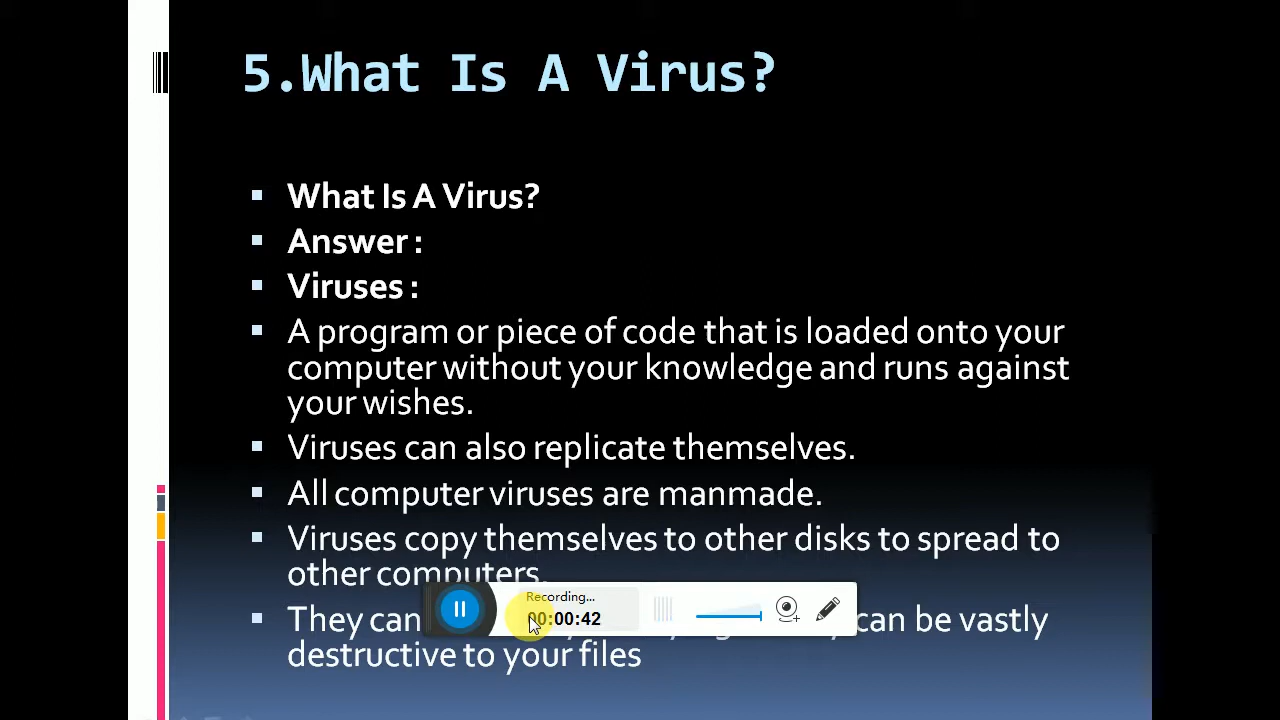 5.What Is A Virus?
What Is A Virus?
Answer :
Viruses :
A program or piece of code that is loaded onto your
computer without your knowledge and runs against
your wishes.
Viruses can also replicate themselves.
All computer viruses are manmade.
Viruses copy themselves to other disks to spread to
other computers.
Recording...
00:00:42
They can can be vastly
destructive to your files